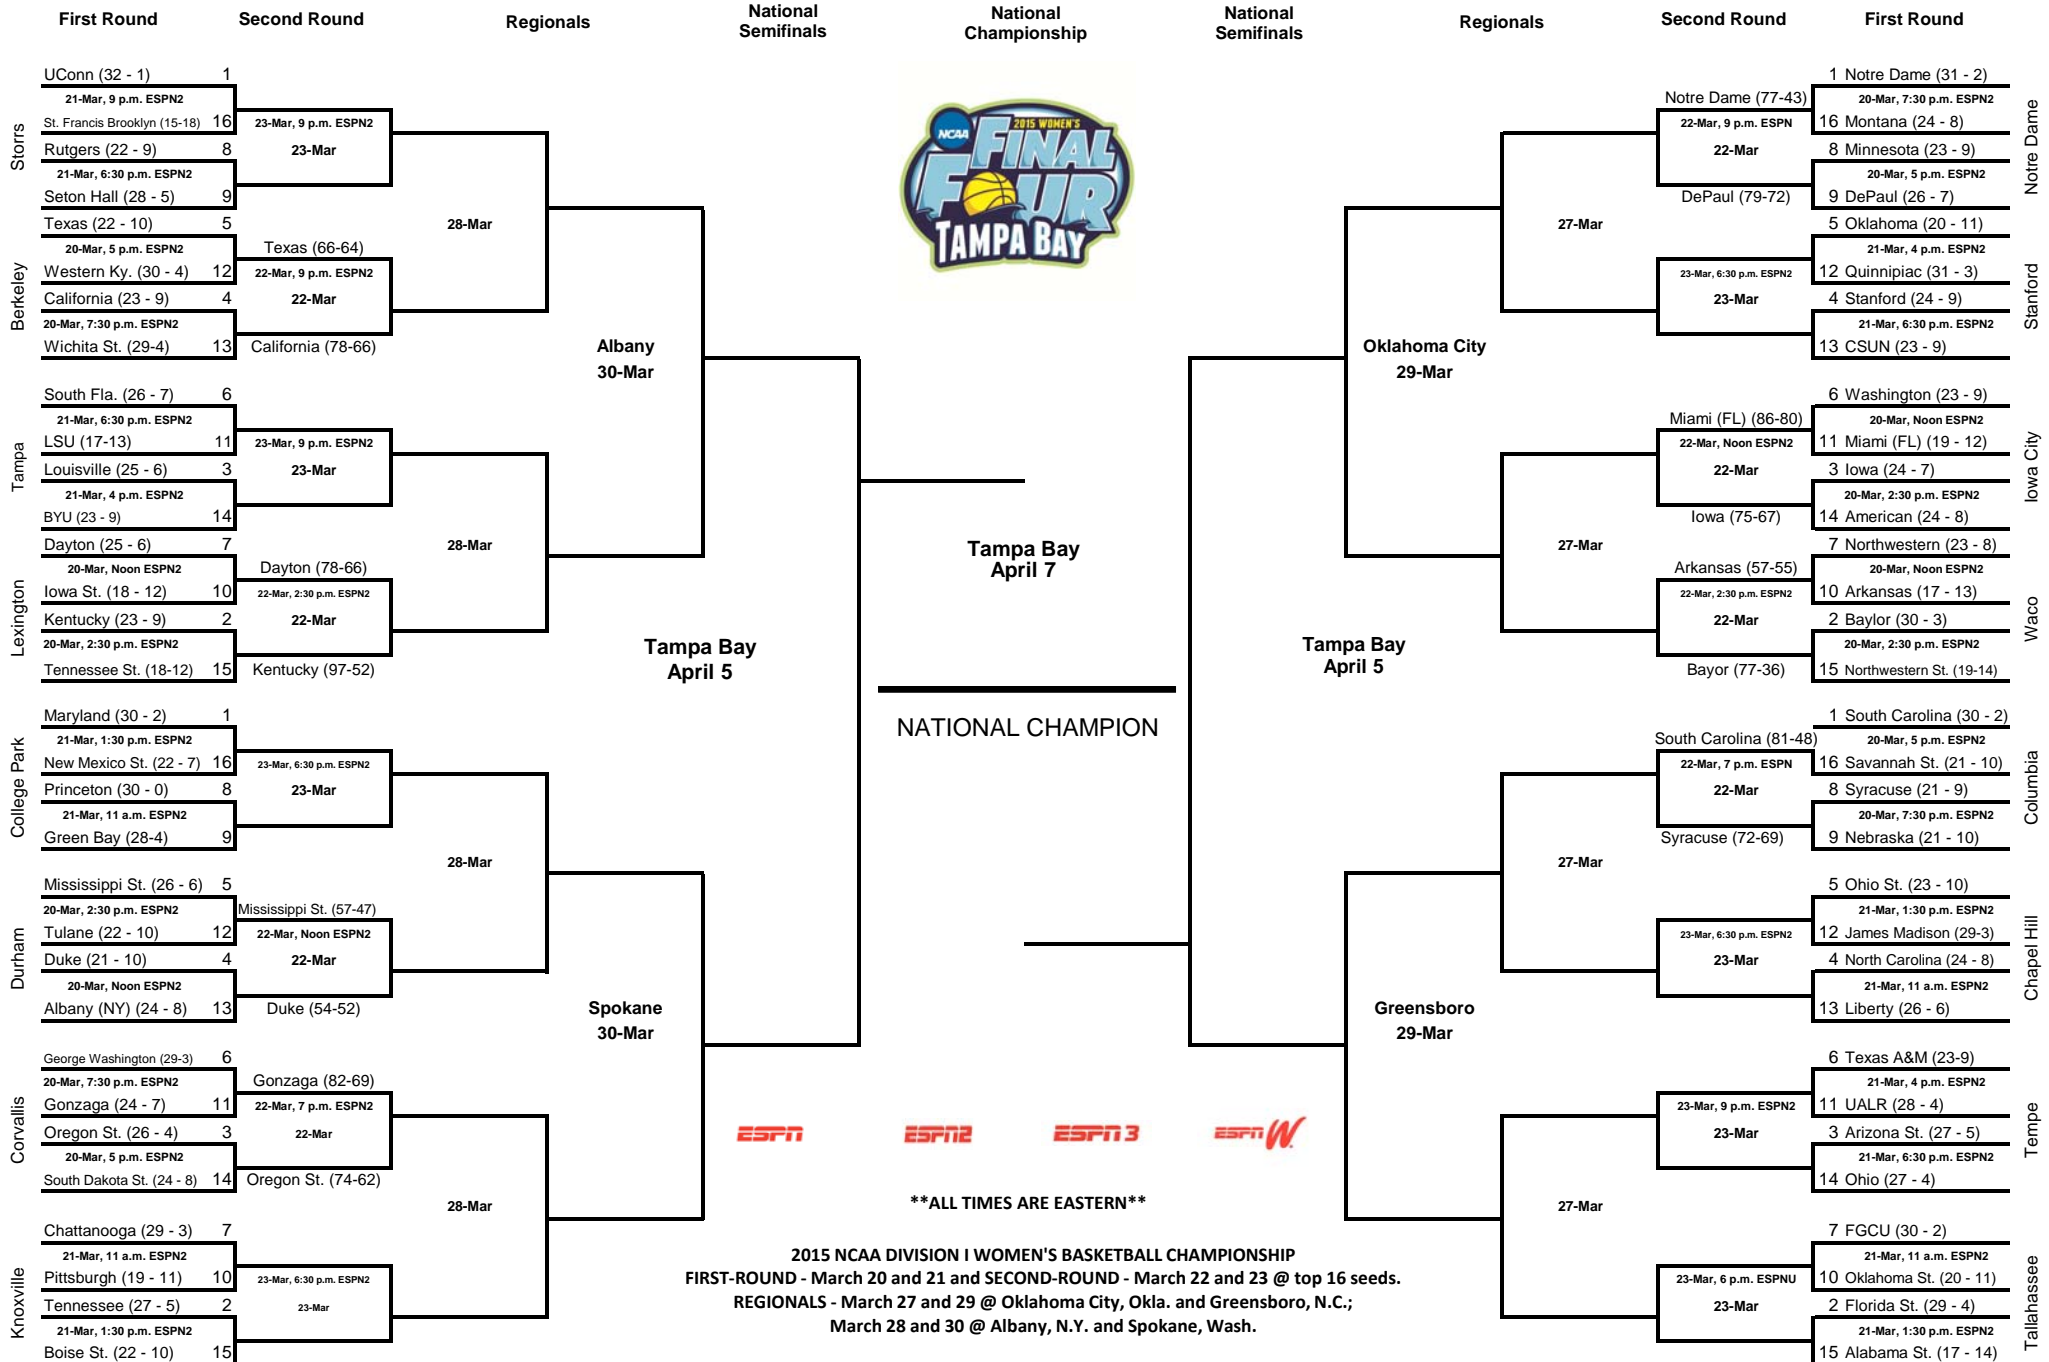 First Round
Second Round
Regionals
National
Semifinals
National
Championship
National
Semifinals
Regionals
Second Round
First Round
Storrs
UConn (32 - 1) 1
21-Mar, 9 p.m. ESPN2
St. Francis Brooklyn (15-18) 16
23-Mar, 9 p.m. ESPN2
23-Mar
Rutgers (22 - 9) 8
21-Mar, 6:30 p.m. ESPN2
Seton Hall (28 - 5) 9
28-Mar
Berkeley
Texas (22 - 10) 5
20-Mar, 5 p.m. ESPN2
Western Ky. (30 - 4) 12
Texas (66-64)
22-Mar, 9 p.m. ESPN2
22-Mar
California (23 - 9) 4
20-Mar, 7:30 p.m. ESPN2
Wichita St. (29-4) 13
California (78-66)
Albany
30-Mar
Tampa
South Fla. (26 - 7) 6
21-Mar, 6:30 p.m. ESPN2
LSU (17-13) 11
23-Mar, 9 p.m. ESPN2
23-Mar
Louisville (25 - 6) 3
21-Mar, 4 p.m. ESPN2
BYU (23 - 9) 14
28-Mar
Lexington
Dayton (25 - 6) 7
20-Mar, Noon ESPN2
Iowa St. (18 - 12) 10
Dayton (78-66)
22-Mar, 2:30 p.m. ESPN2
22-Mar
Kentucky (23 - 9) 2
20-Mar, 2:30 p.m. ESPN2
Tennessee St. (18-12) 15
Kentucky (97-52)
Tampa Bay
April 5
College Park
Maryland (30 - 2) 1
21-Mar, 1:30 p.m. ESPN2
New Mexico St. (22 - 7) 16
23-Mar, 6:30 p.m. ESPN2
23-Mar
Princeton (30 - 0) 8
21-Mar, 11 a.m. ESPN2
Green Bay (28-4) 9
28-Mar
Durham
Mississippi St. (26 - 6) 5
20-Mar, 2:30 p.m. ESPN2
Tulane (22 - 10) 12
Mississippi St. (57-47)
22-Mar, Noon ESPN2
22-Mar
Duke (21 - 10) 4
20-Mar, Noon ESPN2
Albany (NY) (24 - 8) 13
Duke (54-52)
Spokane
30-Mar
Corvallis
George Washington (29-3) 6
20-Mar, 7:30 p.m. ESPN2
Gonzaga (24 - 7) 11
Gonzaga (82-69)
22-Mar, 7 p.m. ESPN2
22-Mar
Oregon St. (26 - 4) 3
20-Mar, 5 p.m. ESPN2
South Dakota St. (24 - 8) 14
Oregon St. (74-62)
28-Mar
Knoxville
Chattanooga (29 - 3) 7
21-Mar, 11 a.m. ESPN2
Pittsburgh (19 - 11) 10
23-Mar, 6:30 p.m. ESPN2
23-Mar
Tennessee (27 - 5) 2
21-Mar, 1:30 p.m. ESPN2
Boise St. (22 - 10) 15
NCAA
2015 WOMEN'S
FINAL
FOUR
TAMPA BAY
Tampa Bay
April 7
NATIONAL CHAMPION
ESPN
ESPN2
ESPN3
ESPN W
**ALL TIMES ARE EASTERN**
2015 NCAA DIVISION I WOMEN'S BASKETBALL CHAMPIONSHIP
FIRST-ROUND - March 20 and 21 and SECOND-ROUND - March 22 and 23 @ top 16 seeds.
REGIONALS - March 27 and 29 @ Oklahoma City, Okla. and Greensboro, N.C.;
March 28 and 30 @ Albany, N.Y. and Spokane, Wash.
1 Notre Dame (31 - 2)
20-Mar, 7:30 p.m. ESPN2
16 Montana (24 - 8)
Notre Dame (77-43)
22-Mar, 9 p.m. ESPN
22-Mar
8 Minnesota (23 - 9)
20-Mar, 5 p.m. ESPN2
9 DePaul (26 - 7)
DePaul (79-72)
Notre Dame
27-Mar
5 Oklahoma (20 - 11)
21-Mar, 4 p.m. ESPN2
12 Quinnipiac (31 - 3)
23-Mar, 6:30 p.m. ESPN2
23-Mar
4 Stanford (24 - 9)
21-Mar, 6:30 p.m. ESPN2
13 CSUN (23 - 9)
Stanford
Oklahoma City
29-Mar
6 Washington (23 - 9)
20-Mar, Noon ESPN2
11 Miami (FL) (19 - 12)
Miami (FL) (86-80)
22-Mar, Noon ESPN2
22-Mar
3 Iowa (24 - 7)
20-Mar, 2:30 p.m. ESPN2
14 American (24 - 8)
Iowa (75-67)
Iowa City
27-Mar
7 Northwestern (23 - 8)
20-Mar, Noon ESPN2
10 Arkansas (17 - 13)
Arkansas (57-55)
22-Mar, 2:30 p.m. ESPN2
22-Mar
2 Baylor (30 - 3)
20-Mar, 2:30 p.m. ESPN2
15 Northwestern St. (19-14)
Bayor (77-36)
Waco
Tampa Bay
April 5
1 South Carolina (30 - 2)
20-Mar, 5 p.m. ESPN2
16 Savannah St. (21 - 10)
South Carolina (81-48)
22-Mar, 7 p.m. ESPN
22-Mar
8 Syracuse (21 - 9)
20-Mar, 7:30 p.m. ESPN2
9 Nebraska (21 - 10)
Syracuse (72-69)
Columbia
27-Mar
5 Ohio St. (23 - 10)
21-Mar, 1:30 p.m. ESPN2
12 James Madison (29-3)
23-Mar, 6:30 p.m. ESPN2
23-Mar
4 North Carolina (24 - 8)
21-Mar, 11 a.m. ESPN2
13 Liberty (26 - 6)
Chapel Hill
Greensboro
29-Mar
6 Texas A&M (23-9)
21-Mar, 4 p.m. ESPN2
11 UALR (28 - 4)
23-Mar, 9 p.m. ESPN2
23-Mar
3 Arizona St. (27 - 5)
21-Mar, 6:30 p.m. ESPN2
14 Ohio (27 - 4)
Tempe
27-Mar
7 FGCU (30 - 2)
21-Mar, 11 a.m. ESPN2
10 Oklahoma St. (20 - 11)
23-Mar, 6 p.m. ESPNU
23-Mar
2 Florida St. (29 - 4)
21-Mar, 1:30 p.m. ESPN2
15 Alabama St. (17 - 14)
Tallahassee